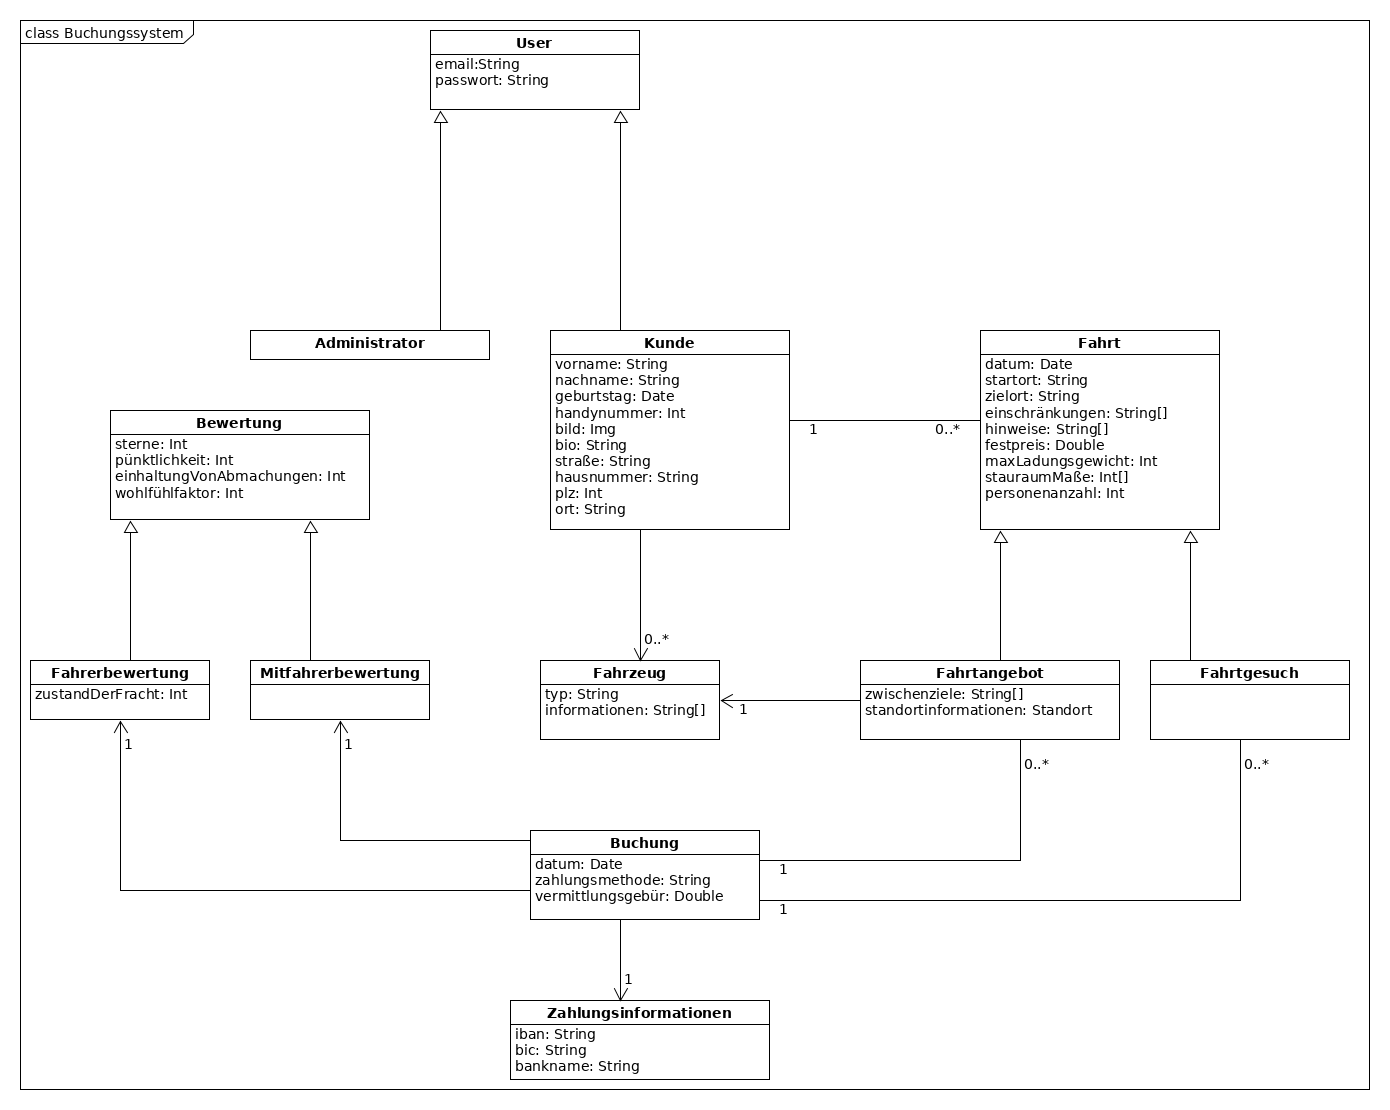 class Buchungssystem
User
email:String
passwort: String
Administrator
Kunde
vorname: String
nachname: String
geburtstag: Date
handynummer: Int
bild: Img
bio: String
straße: String
hausnummer: String
plz: Int
ort: String
1
0..*
Fahrt
datum: Date
startort: String
zielort: String
einschränkungen: String[]
hinweise: String[]
festpreis: Double
maxLadungsgewicht: Int
stauraumMaße: Int[]
personenanzahl: Int
Bewertung
sterne: Int
pünktlichkeit: Int
einhaltungVonAbmachungen: Int
wohlfühlfaktor: Int
0..*
Fahrerbewertung
zustandDerFracht: Int
Mitfahrerbewertung
Fahrzeug
typ: String
informationen: String[]
1
Fahrtangebot
zwischenziele: String[]
standortinformationen: Standort
Fahrtgesuch
1
1
0..*
0..*
Buchung
datum: Date
zahlungsmethode: String
vermittlungsgebür: Double
1
1
1
Zahlungsinformationen
iban: String
bic: String
bankname: String